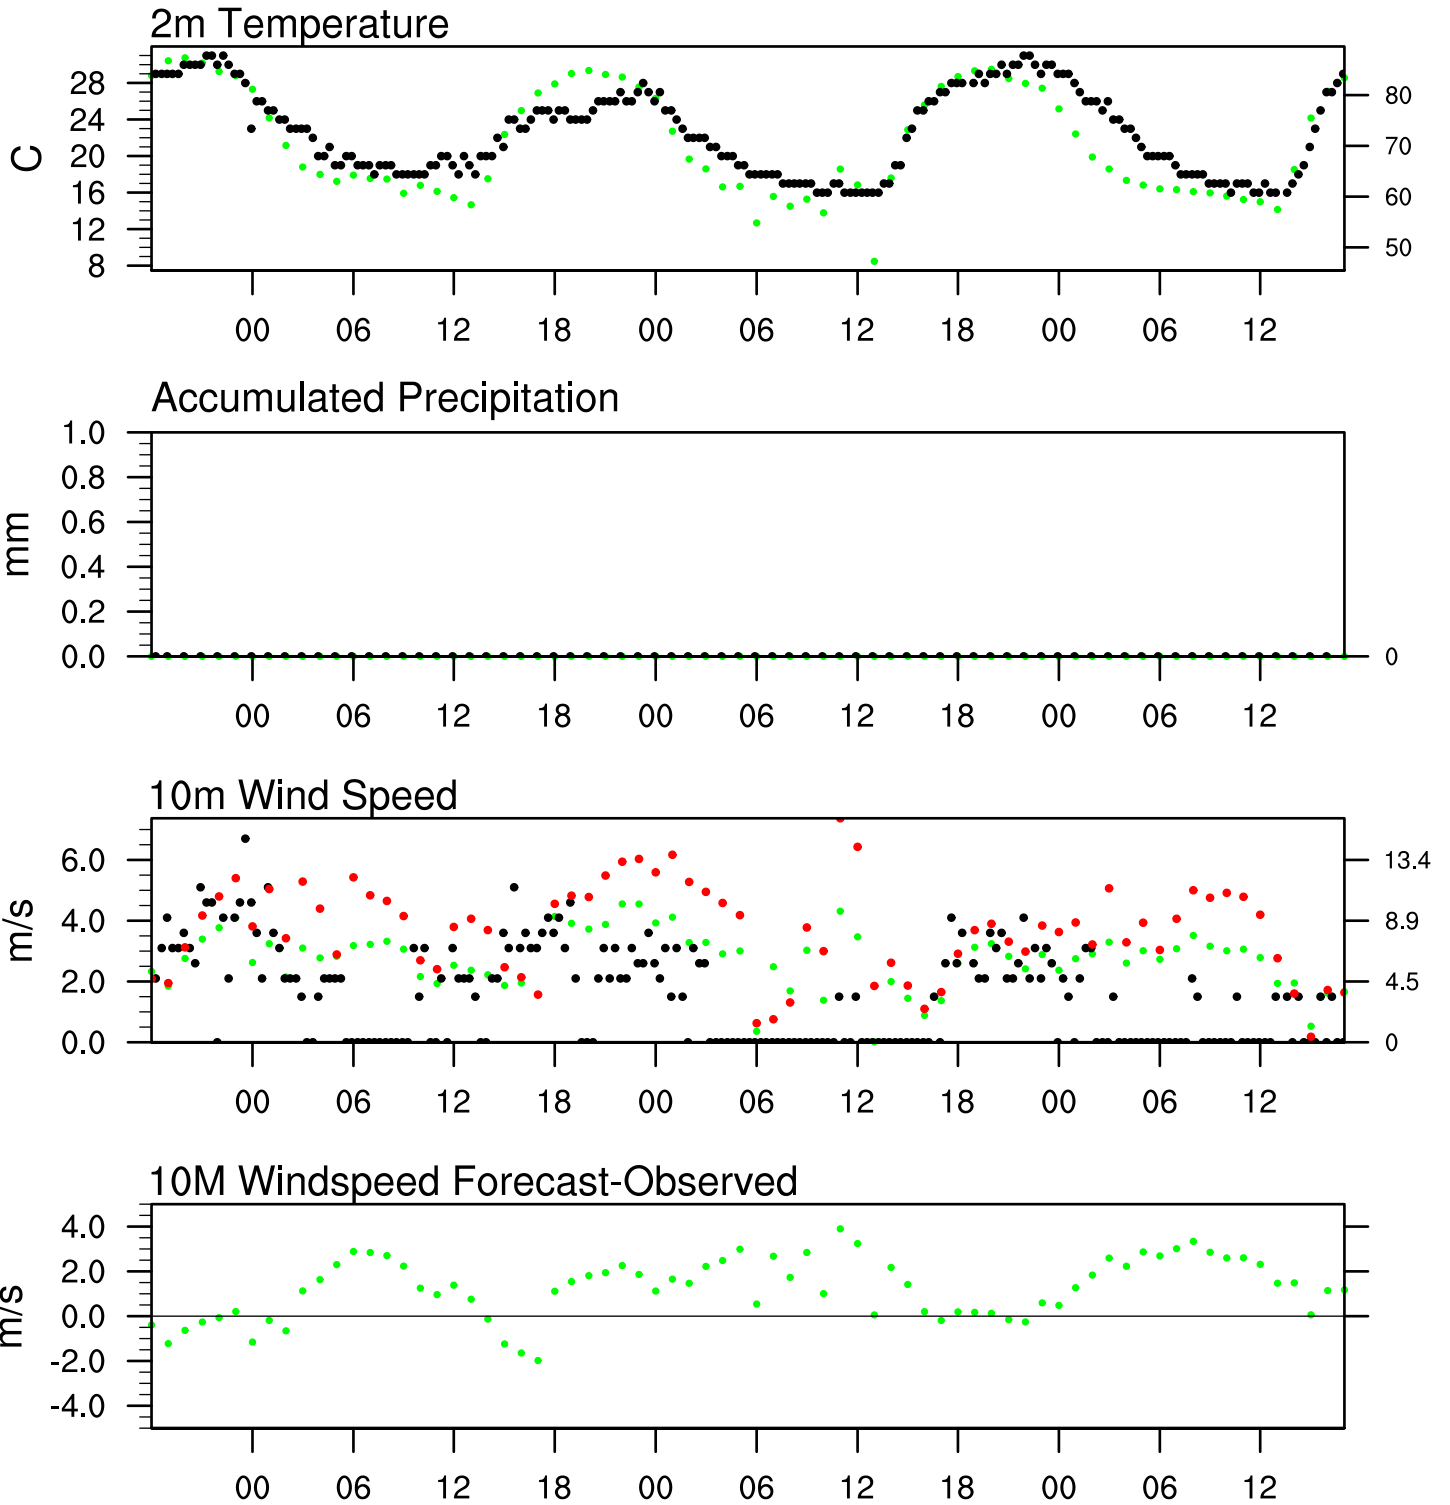 2m Temperature
C
28
24
20
16
12
8
80
70
60
50
00 06 12 18 00 06 12 18 00 06 12
Accumulated Precipitation
mm
1.0
0.8
0.6
0.4
0.2
0.0
0
00 06 12 18 00 06 12 18 00 06 12
10m Wind Speed
m/s
6.0
4.0
2.0
0.0
13.4
8.9
4.5
0
00 06 12 18 00 06 12 18 00 06 12
10M Windspeed Forecast-Observed
m/s
4.0
2.0
0.0
-2.0
-4.0
00 06 12 18 00 06 12 18 00 06 12